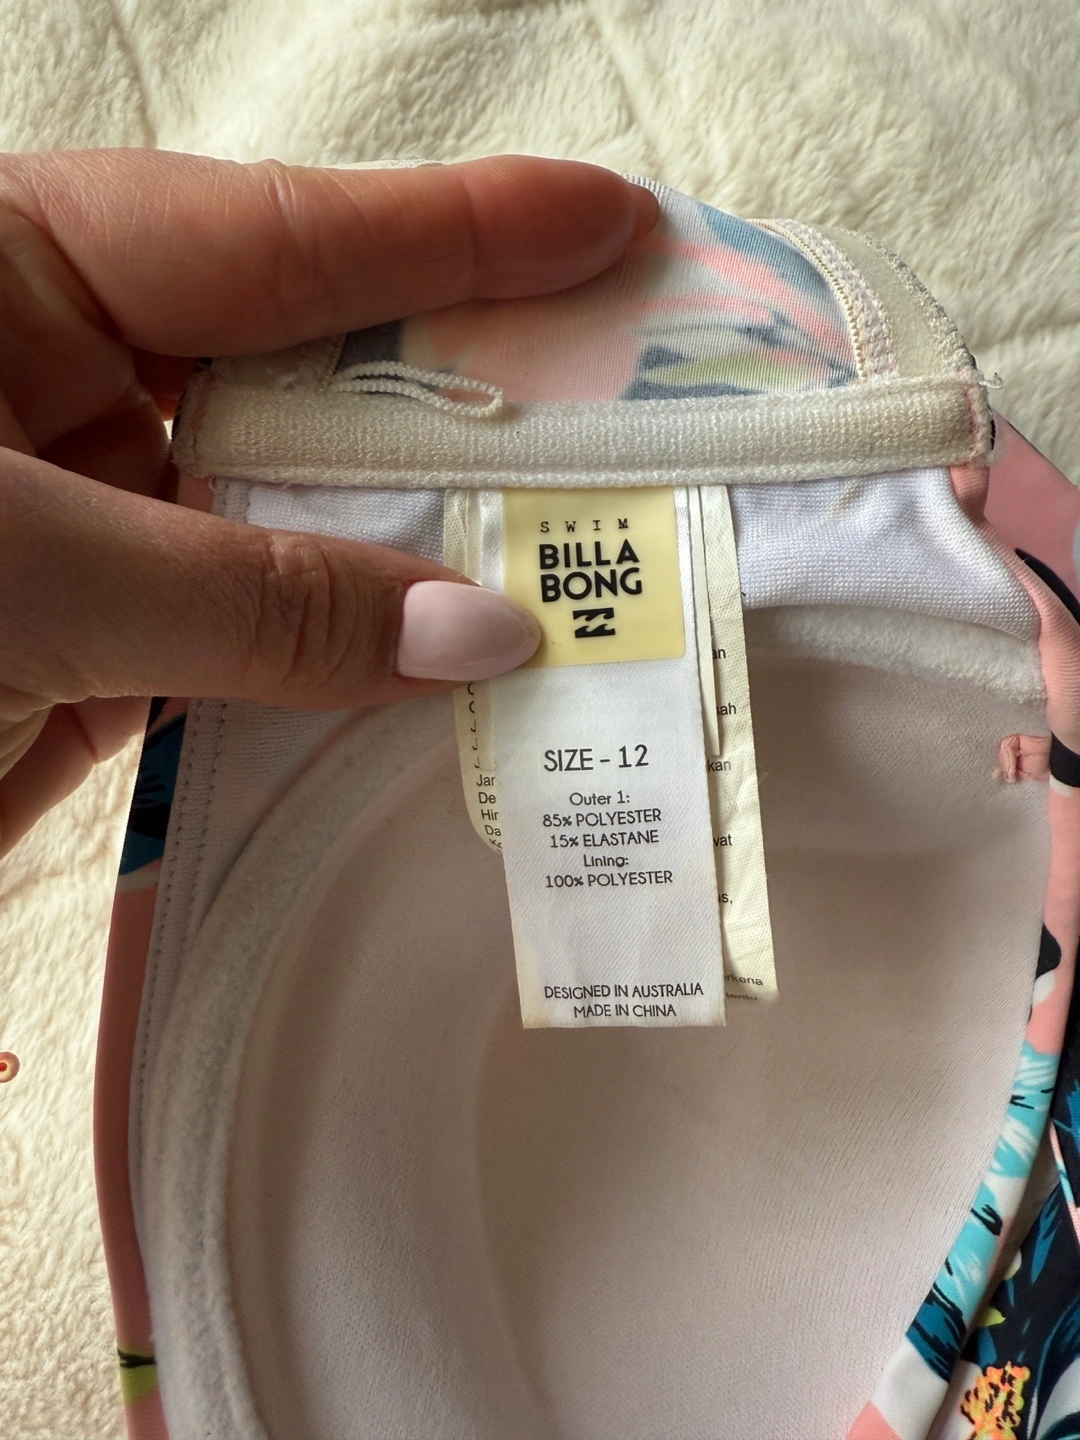 SWIM
BILLA
BONG
SIZE - 12
Outer 1:
85% POLYESTER
15% ELASTANE
Lining:
100% POLYESTER
DESIGNED IN AUSTRALIA
MADE IN CHINA